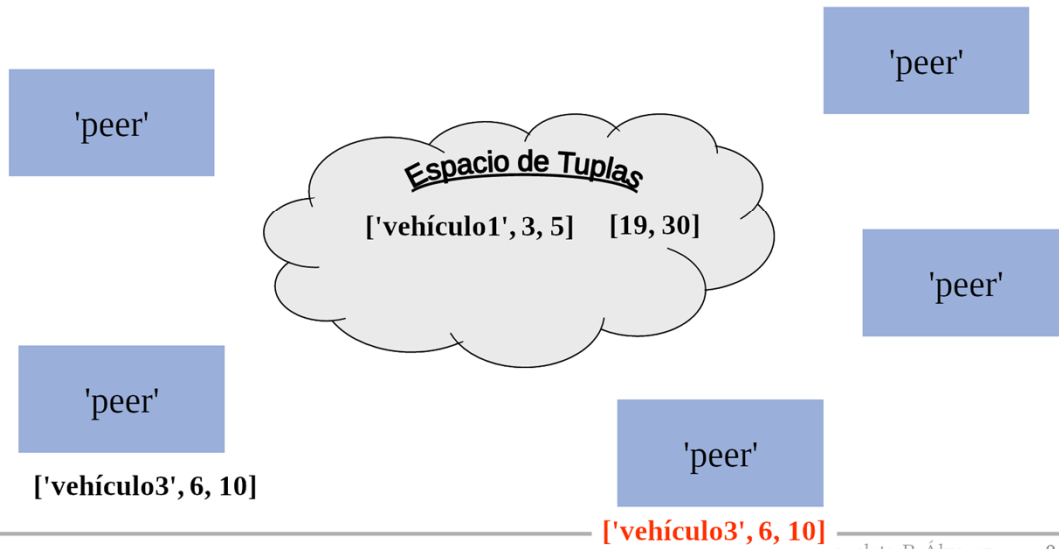 'peer'
'peer'
Espacio de Tuplas
['vehículo1', 3, 5] [19, 30]
'peer'
'peer'
'peer'
['vehículo3', 6, 10]
['vehículo3', 6, 10]